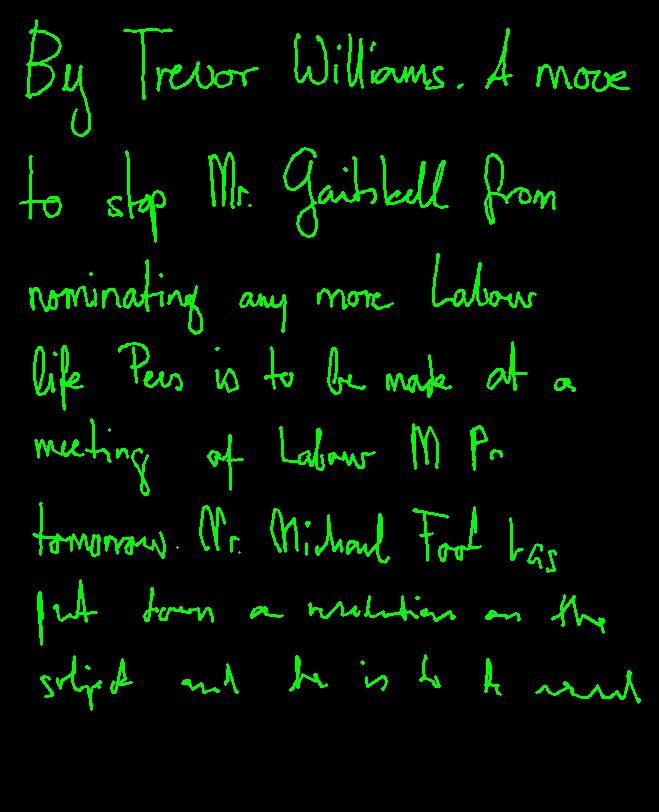 By Trevor Williams. A move
to stop Mr. Gaitskell from
nominating any more Labour
life Peers is to be made at a
meeting of Labour M Ps
tomorrow. Mr. Michael Foot has
put down a resolution on the
subject and he is to be